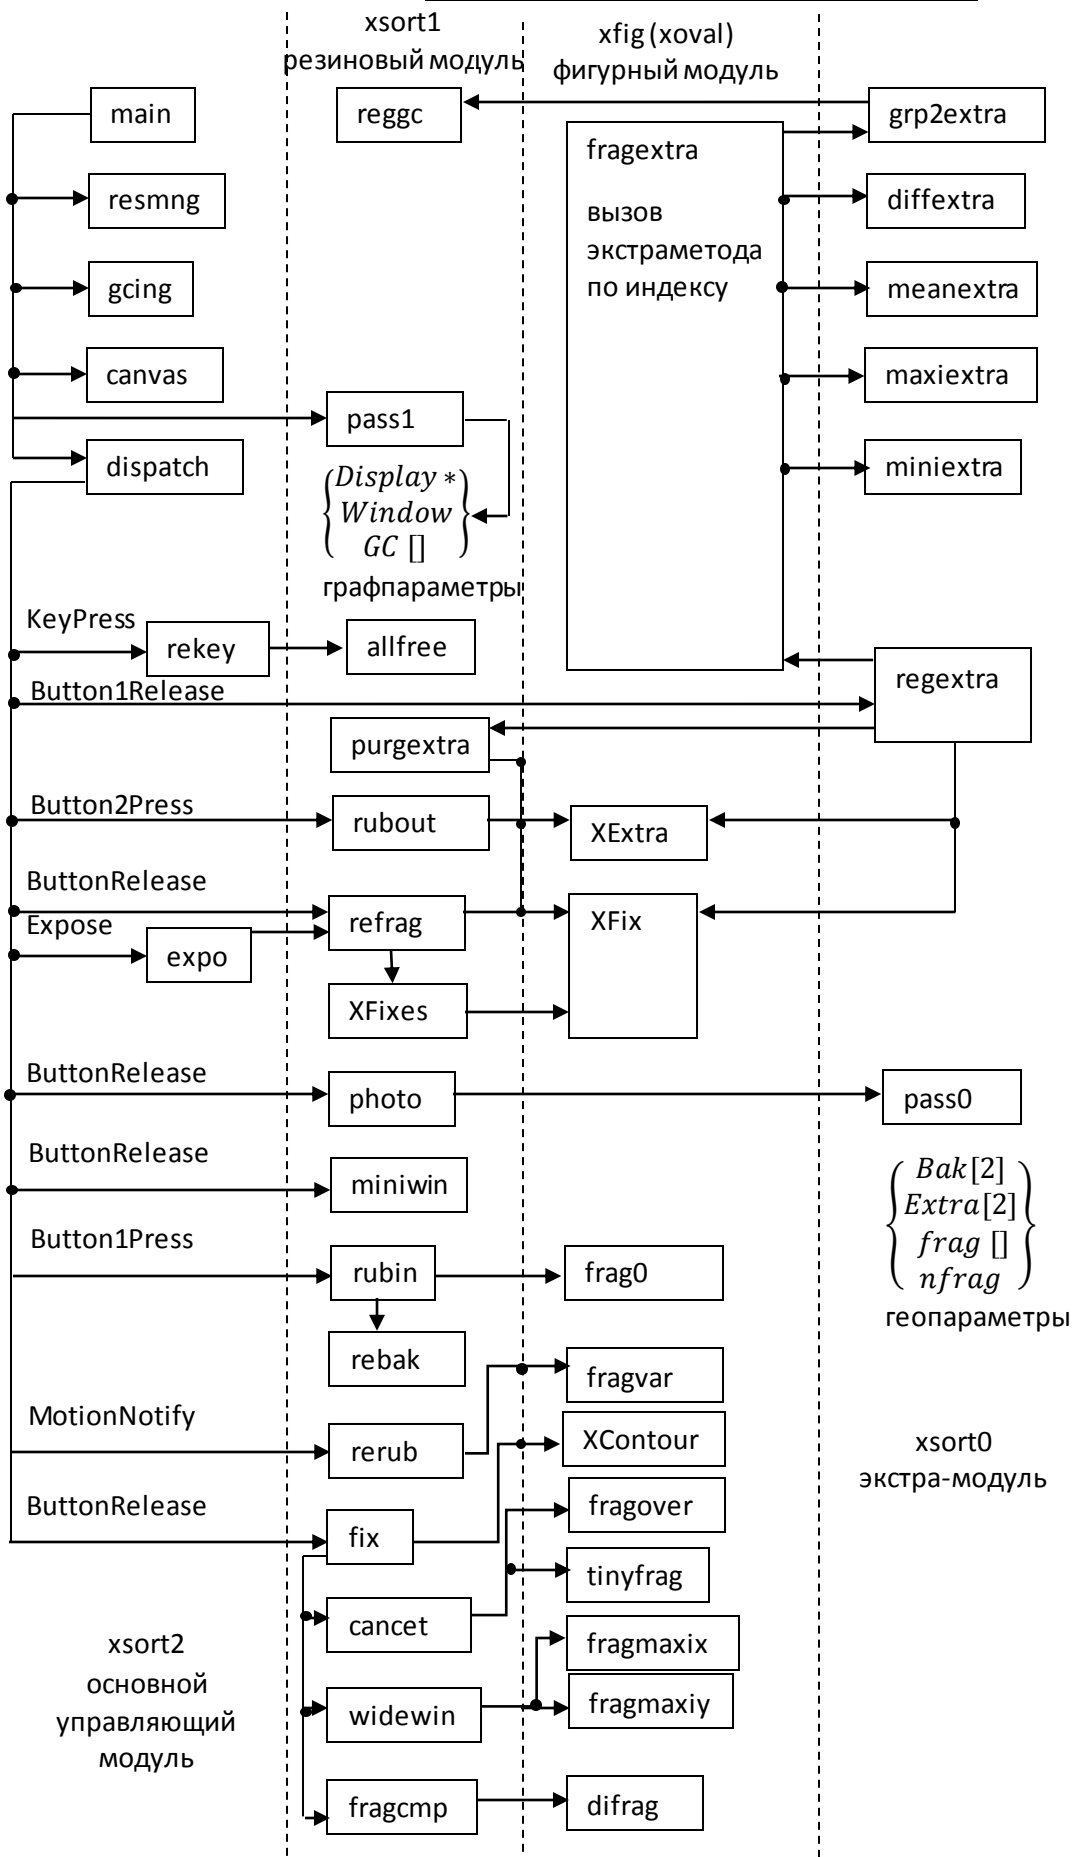 xsort1
резиновый модуль
xfig (xoval)
фигурный модуль
main
reggc
grp2extra
fragextra
вызов
экстраметода
по индексу
resmng
diffextra
gcing
meanextra
canvas
maxiextra
pass1
dispatch
miniextra
Display *
Window
GC []
графпараметры
KeyPress
rekey
allfree
Button1Release
regextra
purgextra
Button2Press
rubout
XExtra
ButtonRelease
refrag
XFix
Expose
expo
XFixes
ButtonRelease
photo
pass0
ButtonRelease
miniwin
Bak[2]
Extra[2]
frag []
nfrag
геопараметры
Button1Press
rubin
frag0
rebak
fragvar
MotionNotify
rerub
XContour
xsort0
экстра-модуль
ButtonRelease
fix
fragover
tinyfrag
cancet
fragmaxix
xsort2
основной
управляющий
модуль
widewin
fragmaxiy
fragcmp
difrag